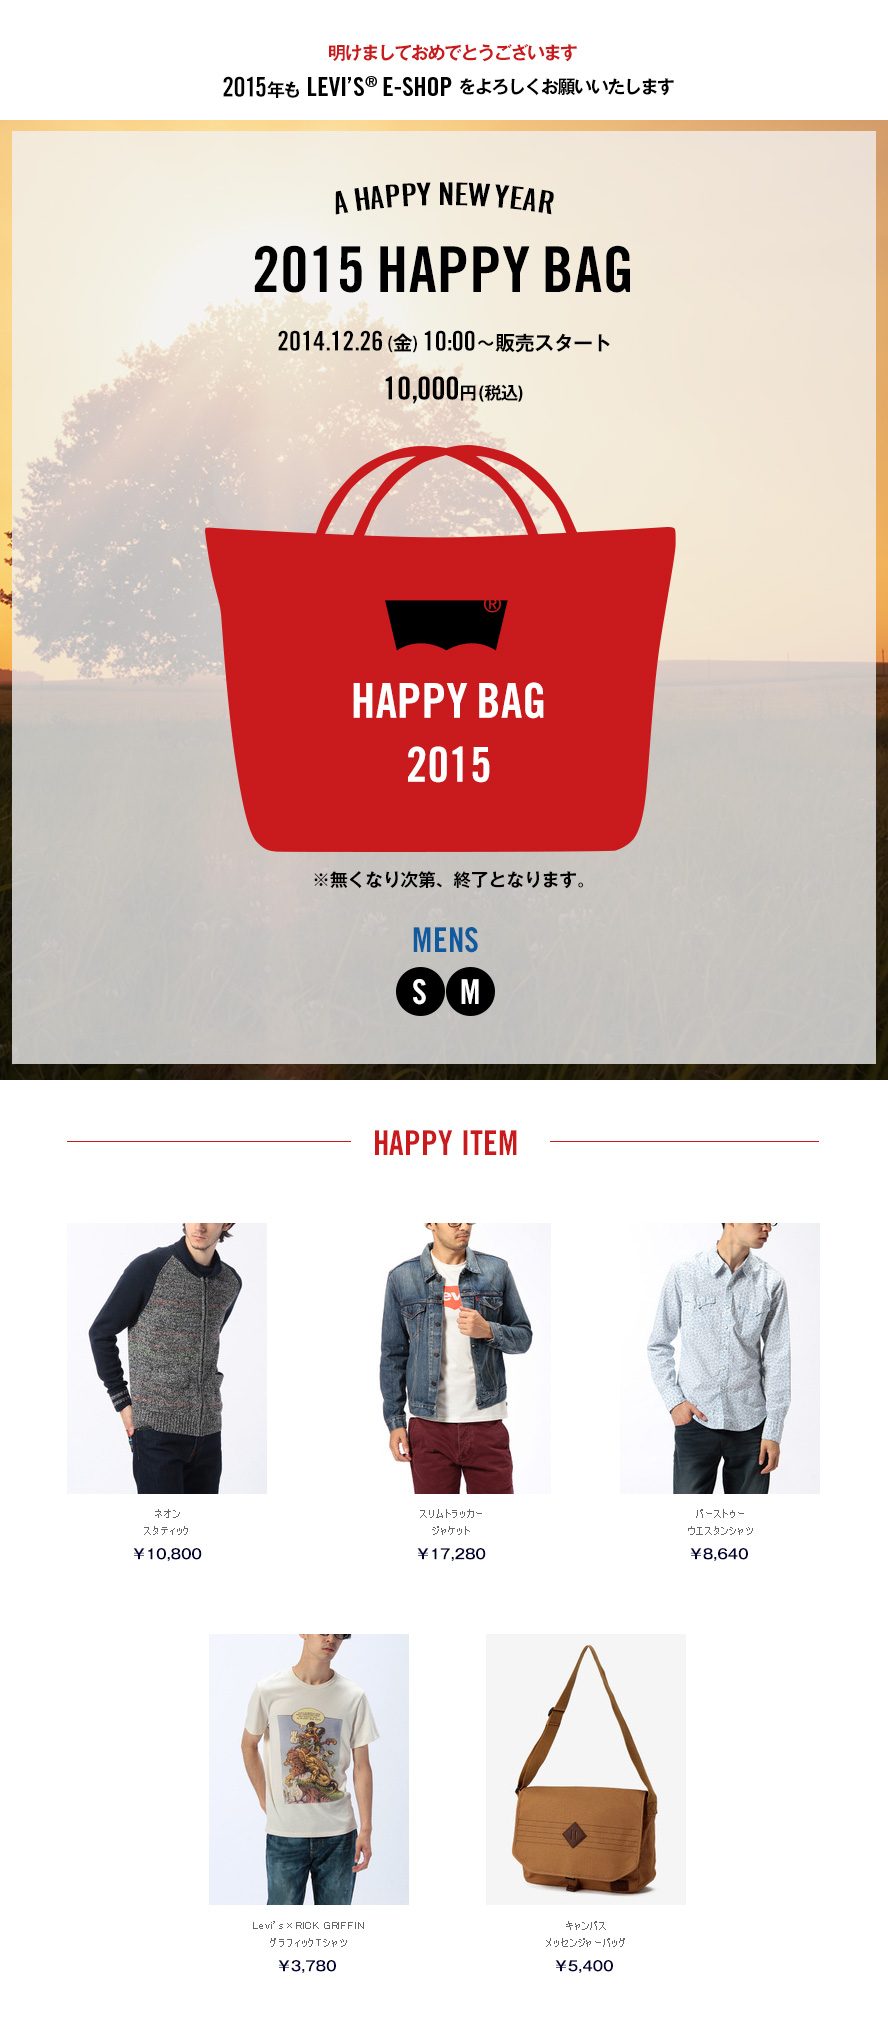 明けましておめでとうございます
2015年も LEVI'S® E-SHOP をよろしくお願いいたします
A HAPPY NEW YEAR
2015 HAPPY BAG
2014.12.26 (金) 10:00～販売スタート
10,000円(税込)
®
HAPPY BAG
2015
※無くなり次第、終了となります。
MENS
S M
HAPPY ITEM
ネオン
スタティック
¥10,800
スリムトラッカー
ジャケット
¥17,280
バーストゥー
ウエスタンシャツ
¥8,640
Levi's×RICK GRIFFIN
グラフィックTシャツ
¥3,780
キャンバス
メッセンジャーバッグ
¥5,400